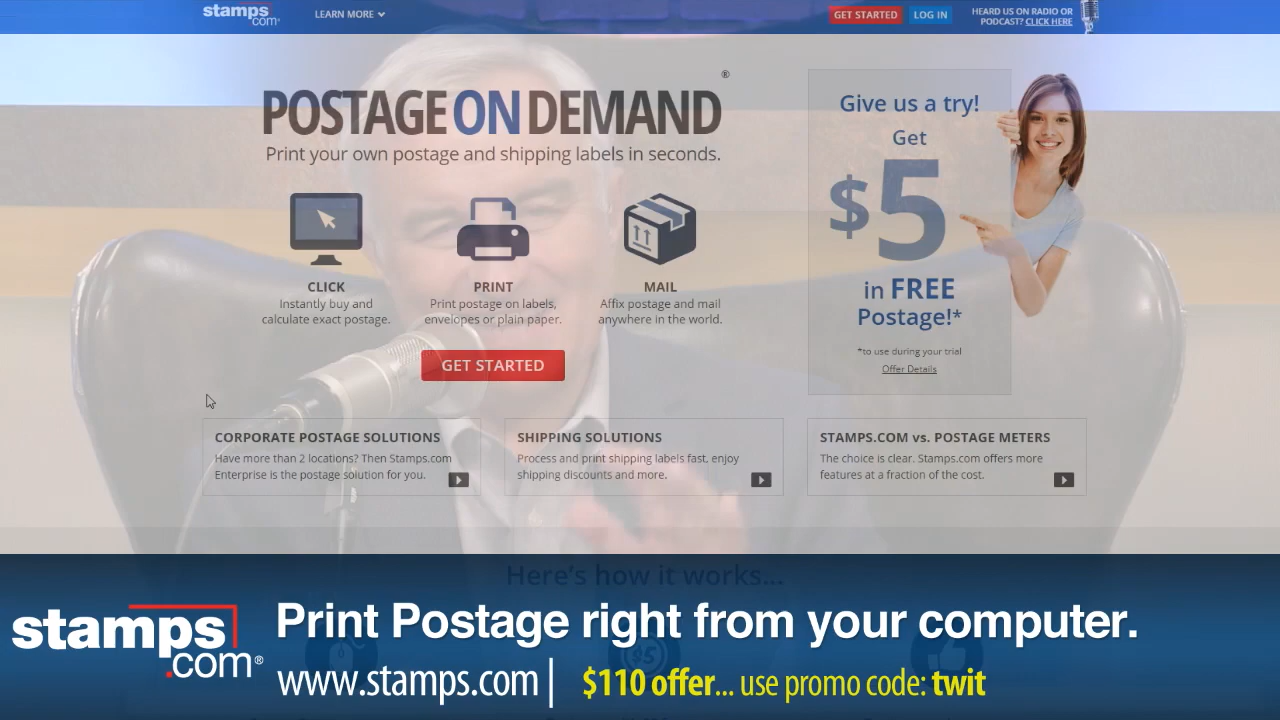 stamps
.com®
LEARN MORE
GET STARTED
LOG IN
HEARD US ON RADIO OR
PODCAST? CLICK HERE
POSTAGE ON DEMAND®
Print your own postage and shipping labels in seconds.
CLICK
Instantly buy and
calculate exact postage.
PRINT
Print postage on labels,
envelopes or plain paper.
MAIL
Affix postage and mail
anywhere in the world.
GET STARTED
Give us a try!
Get
$5
in FREE
Postage!*
*to use during your trial
Offer Details
CORPORATE POSTAGE SOLUTIONS
Have more than 2 locations? Then Stamps.com
Enterprise is the postage solution for you.
SHIPPING SOLUTIONS
Process and print shipping labels fast, enjoy
shipping discounts and more.
STAMPS.COM vs. POSTAGE METERS
The choice is clear. Stamps.com offers more
features at a fraction of the cost.
Here's how it works...
$5
stamps
.com®
Print Postage right from your computer.
www.stamps.com | $110 offer... use promo code: twit